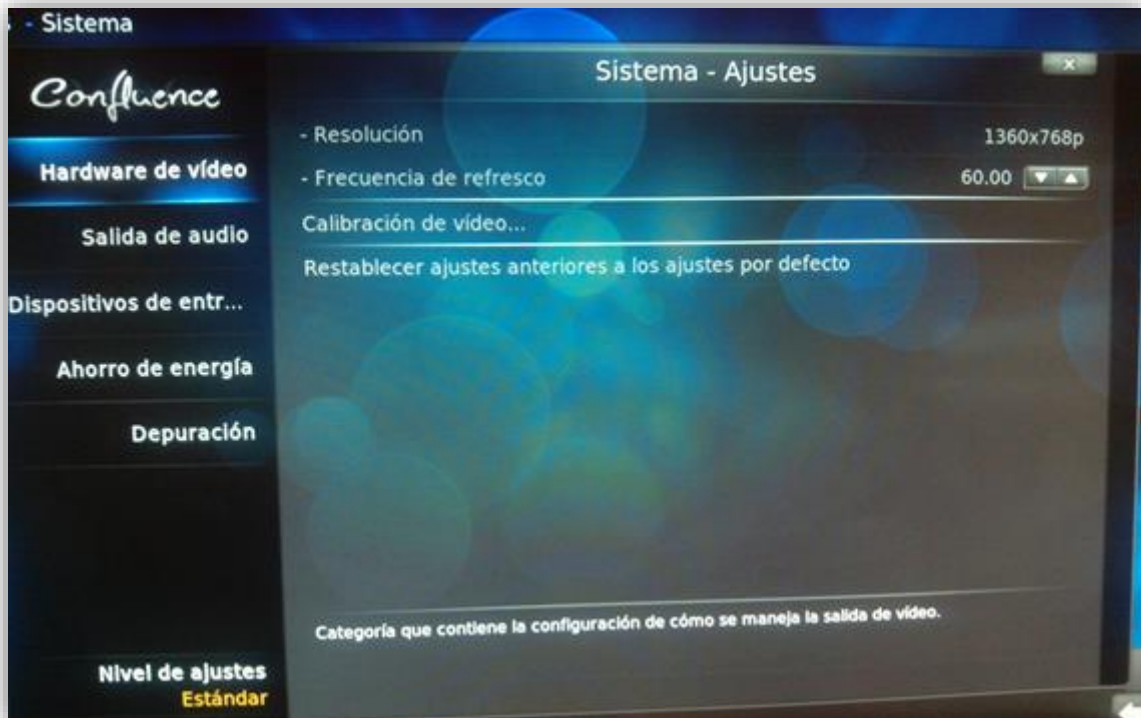 - Sistema
Confluence
Sistema - Ajustes
Hardware de vídeo
Salida de audio
Dispositivos de entr...
Ahorro de energía
Depuración
- Resolución 1360x768p
- Frecuencia de refresco 60.00
Calibración de vídeo...
Restablecer ajustes anteriores a los ajustes por defecto
Categoría que contiene la configuración de cómo se maneja la salida de vídeo.
Nivel de ajustes
Estándar